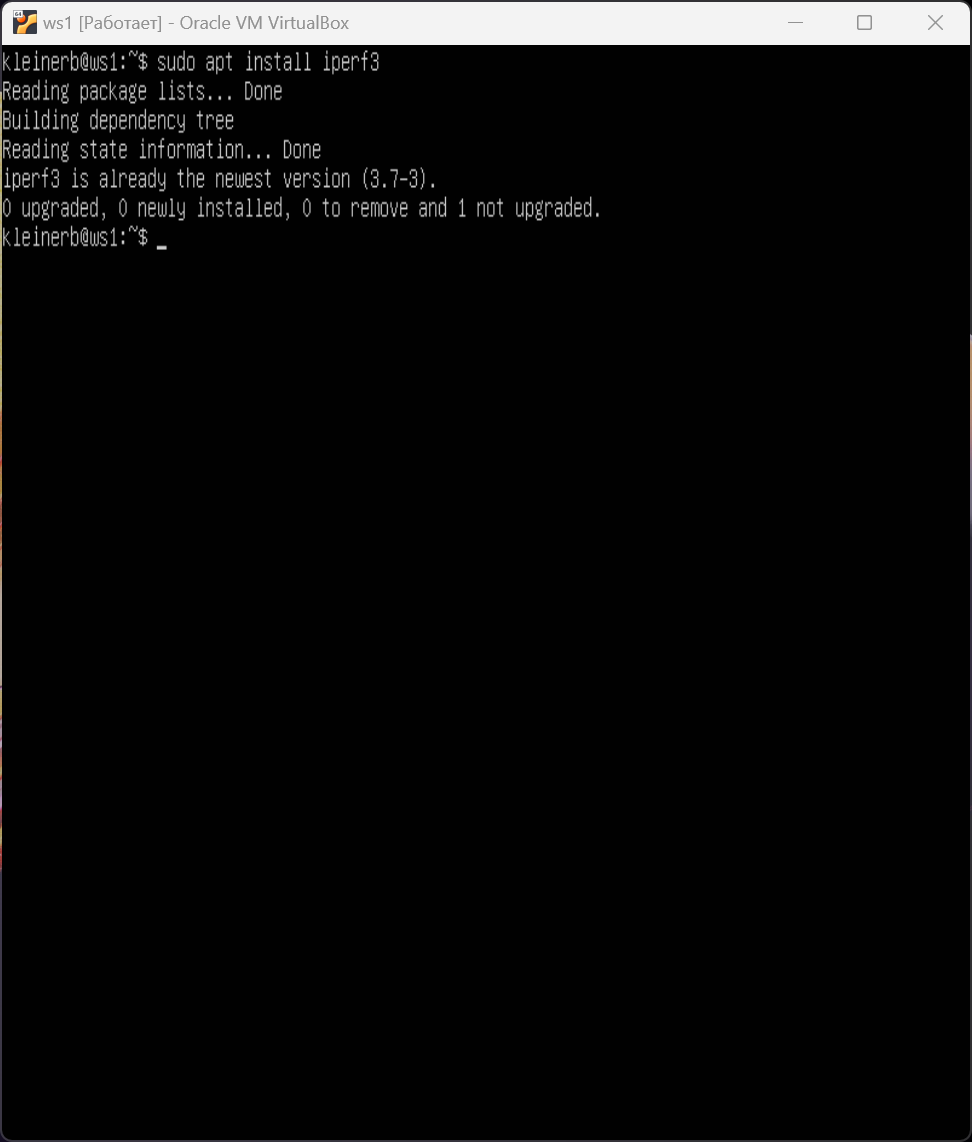 ws1 [Работает] - Oracle VM VirtualBox
kleinerb@ws1:~$ sudo apt install iperf3
Reading package lists... Done
Building dependency tree
Reading state information... Done
iperf3 is already the newest version (3.7-3).
0 upgraded, 0 newly installed, 0 to remove and 1 not upgraded.
kleinerb@ws1:~$ _